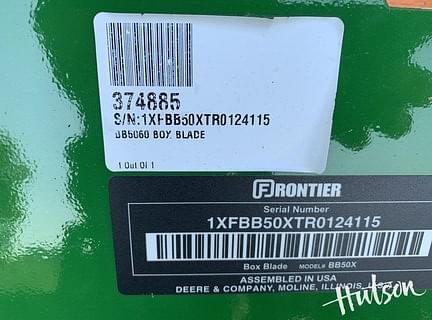 374885
S/N:1XFBB50XTR0124115
BB5060 BOX BLADE
1 Out Of 1
FRONTIER
Serial Number
1XFBB50XTR0124115
Box Blade MODEL# BB50X
ASSEMBLED IN USA
DEERE & COMPANY, MOLINE, ILLINOIS, U.S.A.
Hutson